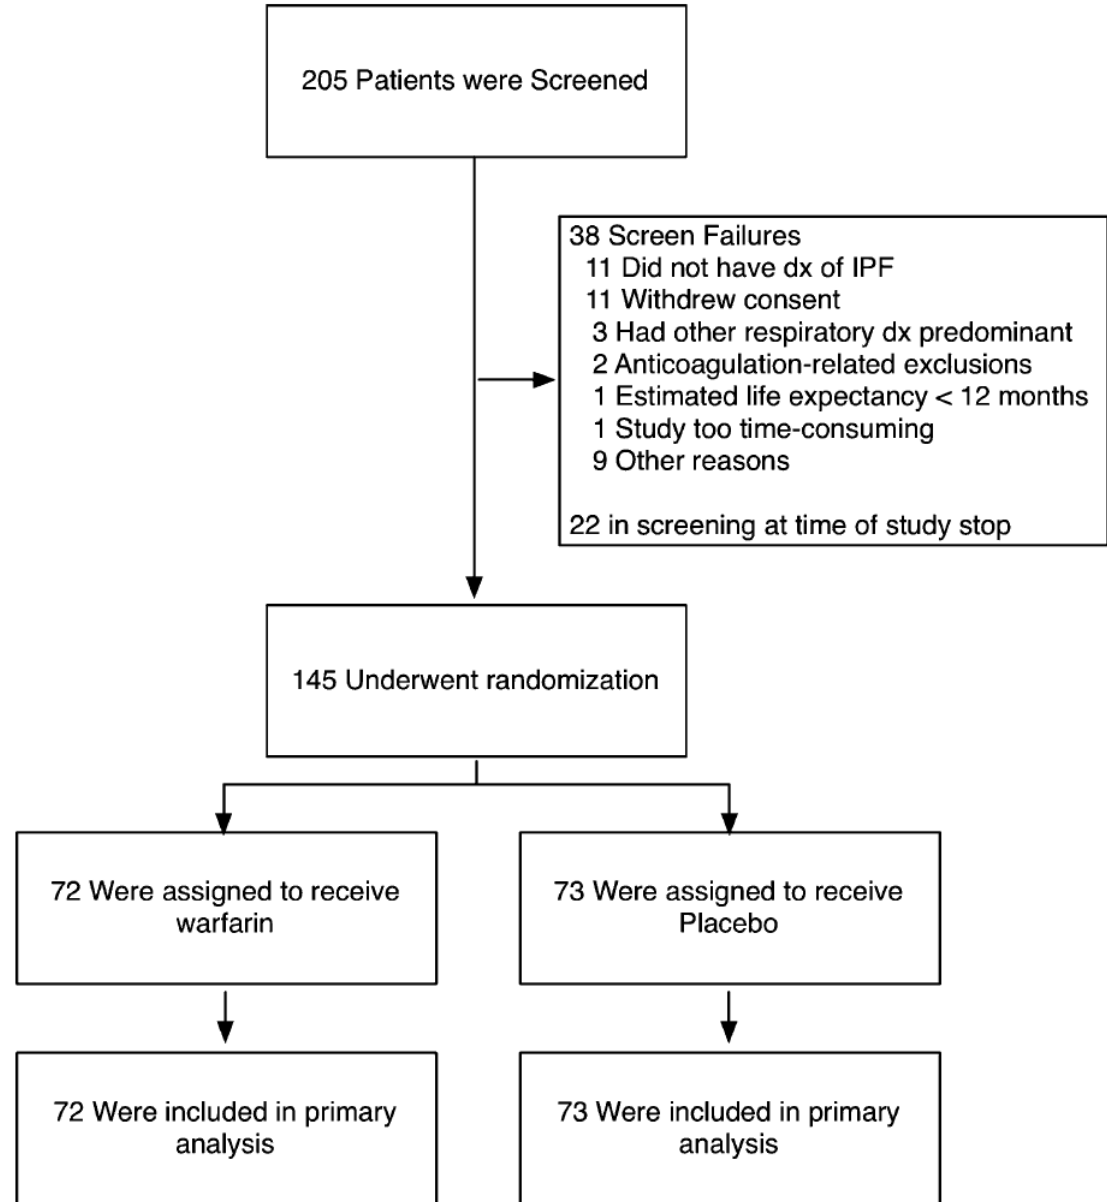 205 Patients were Screened
38 Screen Failures
11 Did not have dx of IPF
11 Withdrew consent
3 Had other respiratory dx predominant
2 Anticoagulation-related exclusions
1 Estimated life expectancy < 12 months
1 Study too time-consuming
9 Other reasons
22 in screening at time of study stop
145 Underwent randomization
72 Were assigned to receive
warfarin
73 Were assigned to receive
Placebo
72 Were included in primary
analysis
73 Were included in primary
analysis